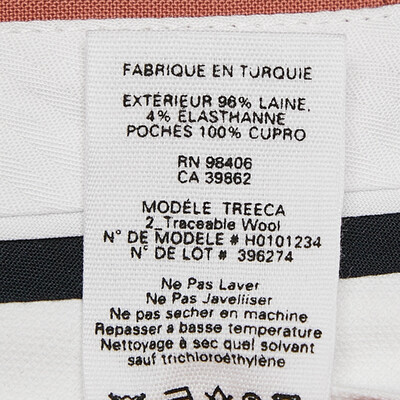 FABRIQUE EN TURQUIE
EXTÉRIEUR 96% LAINE,
4% ÉLASTHANNE
POCHES 100% CUPRO
RN 98406
CA 39862
MODÉLE TREECA
2_Traceable Wool
N° DE MODELE # H0101234
N° DE LOT # 396274
Ne Pas Laver
Ne Pas Javelliser
Ne pas secher en machine
Repasser a basse temperature
Nettoyage à sec quel solvant
sauf trichloroéthylène